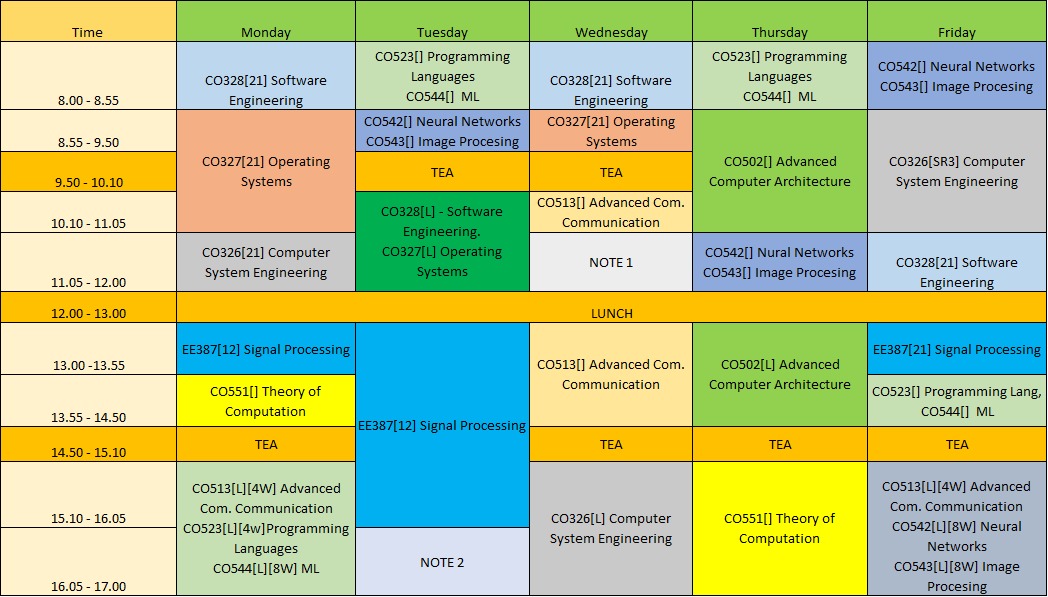 Time
Monday
Tuesday
Wednesday
Thursday
Friday
8.00 - 8.55
CO328[21] Software
Engineering
CO523[] Programming
Languages
CO544[]  ML
CO328[21] Software
Engineering
CO523[] Programming
Languages
CO544[]  ML
CO542[] Neural Networks
CO543[] Image Procesing
8.55 - 9.50
CO327[21] Operating
Systems
CO542[] Neural Networks
CO543[] Image Procesing
CO327[21] Operating
Systems
CO502[] Advanced
Computer Architecture
CO326[SR3] Computer
System Engineering
9.50 - 10.10
TEA
TEA
10.10 - 11.05
CO328[L] - Software
Engineering.
CO327[L] Operating
Systems
CO513[] Advanced Com.
Communication
11.05 - 12.00
CO326[21] Computer
System Engineering
NOTE 1
CO542[] Nural Networks
CO543[] Image Procesing
CO328[21] Software
Engineering
12.00 - 13.00
LUNCH
13.00 -13.55
EE387[12] Signal Processing
EE387[12] Signal Processing
CO513[] Advanced Com.
Communication
CO502[L] Advanced
Computer Architecture
EE387[21] Signal Processing
13.55 - 14.50
CO551[] Theory of
Computation
CO523[] Programming Lang,
CO544[]  ML
14.50 - 15.10
TEA
TEA
TEA
TEA
15.10 - 16.05
CO513[L][4W] Advanced
Com. Communication
CO523[L][4w]Programming
Languages
CO544[L][8W] ML
CO326[L] Computer
System Engineering
CO551[] Theory of
Computation
CO513[L][4W] Advanced
Com. Communication
CO542[L][8W] Neural
Networks
CO543[L][8W] Image
Procesing
16.05 - 17.00
NOTE 2